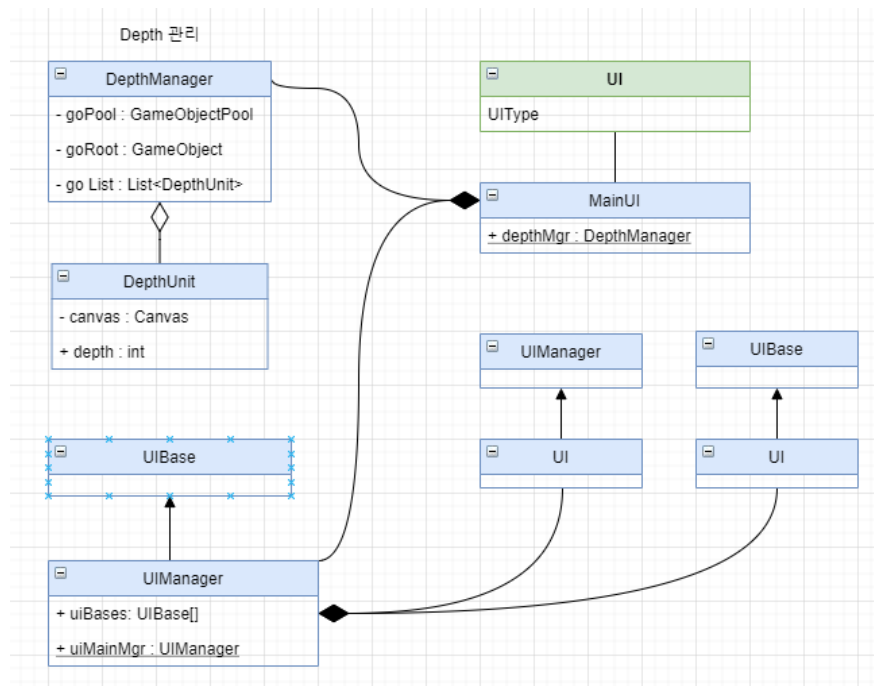 Depth 관리
DepthManager
- goPool : GameObjectPool
- goRoot : GameObject
- go List : List<DepthUnit>
DepthUnit
- canvas : Canvas
+ depth : int
UI
UIType
MainUI
+ depthMgr : DepthManager
UIManager
UIBase
UI
UI
UIBase
UIManager
+ uiBases: UIBase[]
+ uiMainMgr : UIManager